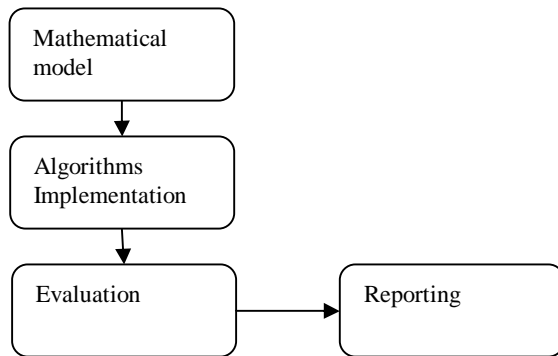 Mathematical
model
Algorithms
Implementation
Evaluation
Reporting